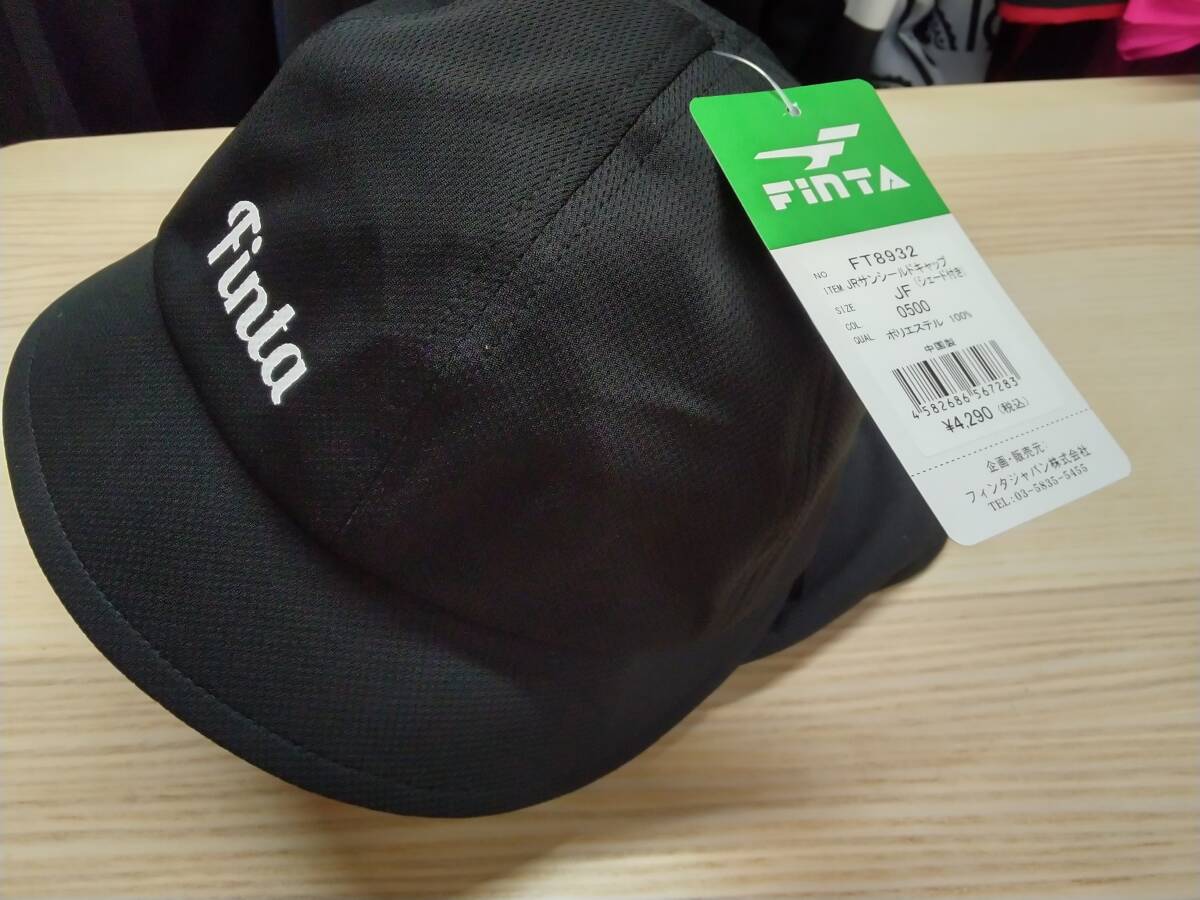 Finta
FiNTA
NO FT8932
ITEM JRサンシールドキャップ
(シェード付き)
SIZE JF
COL. 0500
QUAL ポリエステル 100%
中国製
4 582686 567283
¥4,290 (税込)
企画・販売元:
フィンタジャパン株式会社
TEL:03-5835-5455